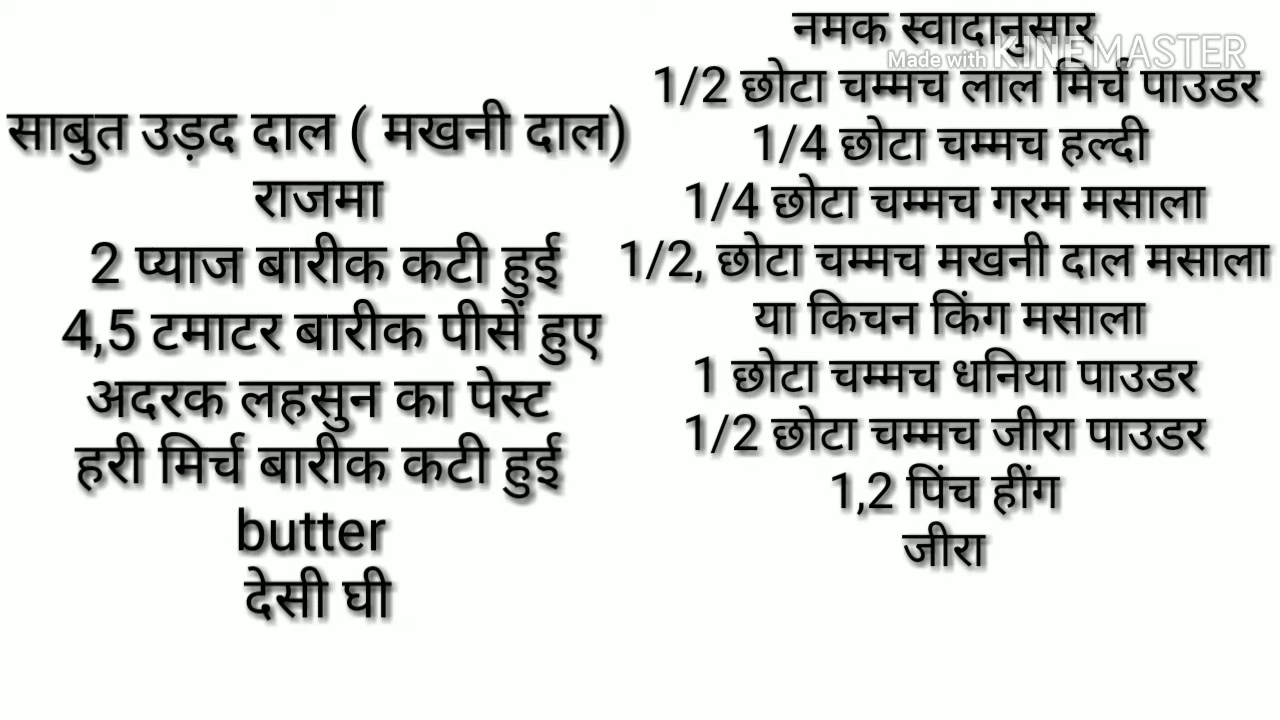 साबुत उड़द दाल ( मखनी दाल)
राजमा
2 प्याज बारीक कटी हुई
4,5 टमाटर बारीक पीसें हुए
अदरक लहसुन का पेस्ट
हरी मिर्च बारीक कटी हुई
butter
देसी घी
नमक स्वादानुसार
Made with KINEMASTER
1/2 छोटा चम्मच लाल मिर्च पाउडर
1/4 छोटा चम्मच हल्दी
1/4 छोटा चम्मच गरम मसाला
1/2, छोटा चम्मच मखनी दाल मसाला
या किचन किंग मसाला
1 छोटा चम्मच धनिया पाउडर
1/2 छोटा चम्मच जीरा पाउडर
1,2 पिंच हींग
जीरा